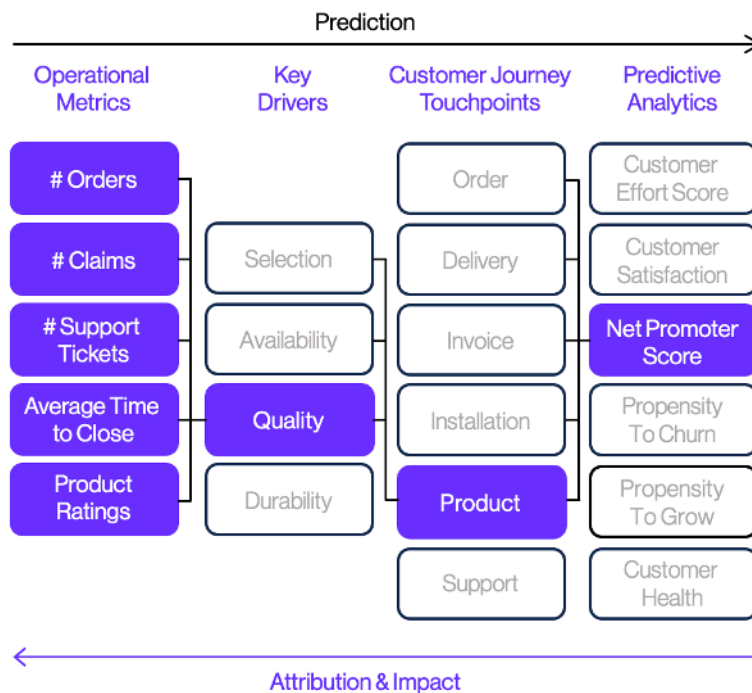 Prediction
Operational
Metrics
Key
Drivers
Customer Journey
Touchpoints
Predictive
Analytics
# Orders
# Claims
# Support
Tickets
Average Time
to Close
Product
Ratings
Selection
Availability
Quality
Durability
Order
Delivery
Invoice
Installation
Product
Support
Customer
Effort Score
Customer
Satisfaction
Net Promoter
Score
Propensity
To Churn
Propensity
To Grow
Customer
Health
Attribution & Impact